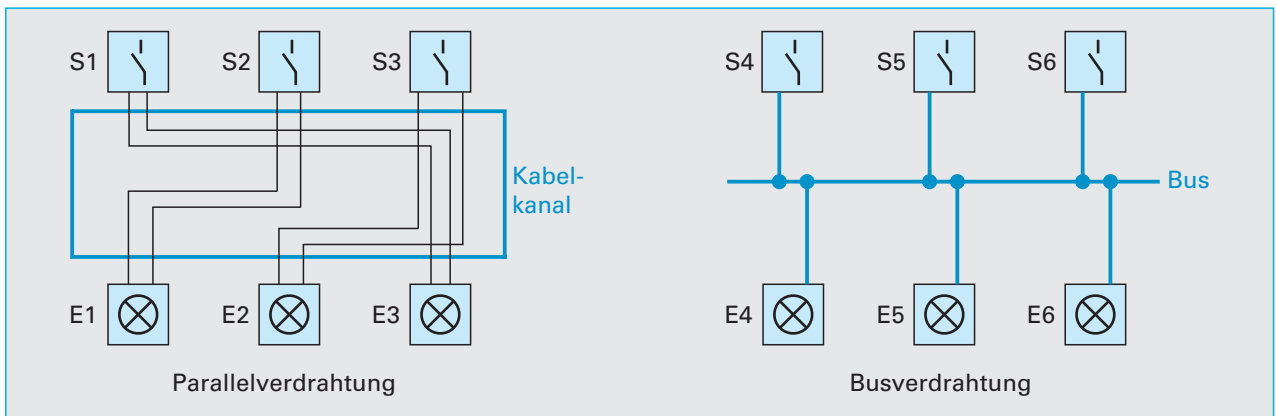 S1 S2 S3 S4 S5 S6
Kabel-
kanal
Bus
E1 E2 E3 E4 E5 E6
Parallelverdrahtung Busverdrahtung